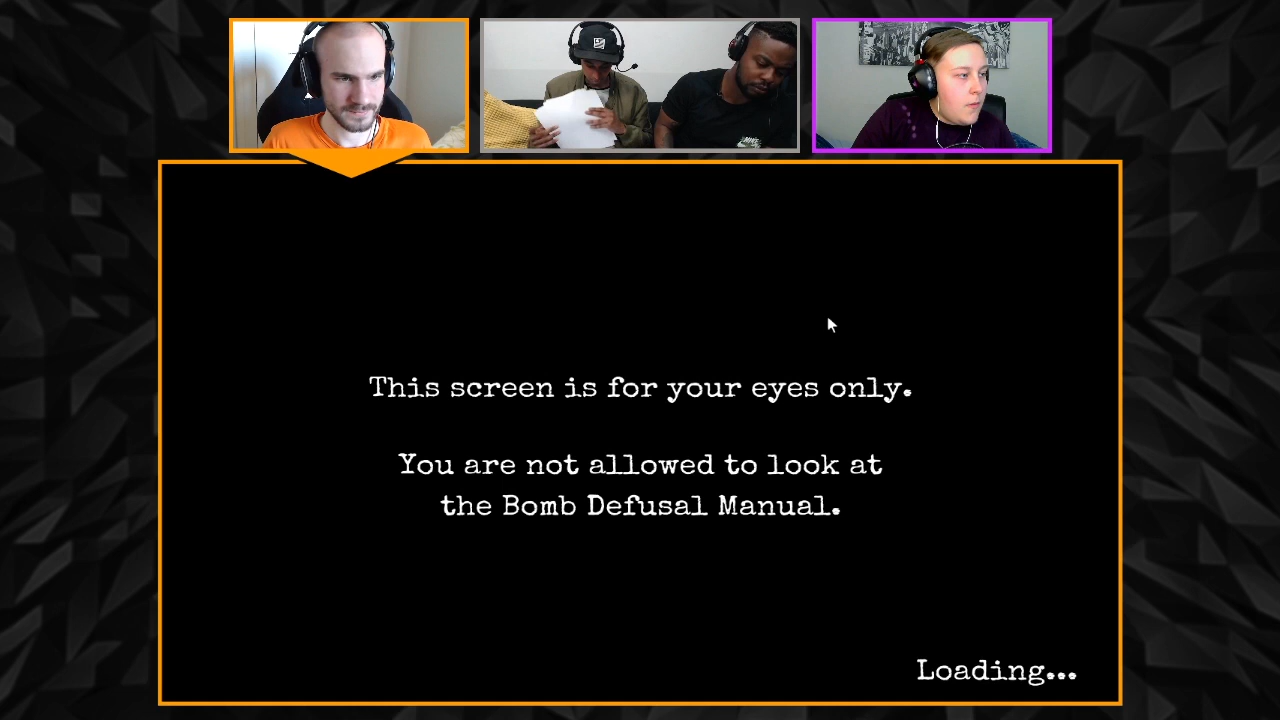 This screen is for your eyes only.
You are not allowed to look at
the Bomb Defusal Manual.
Loading...